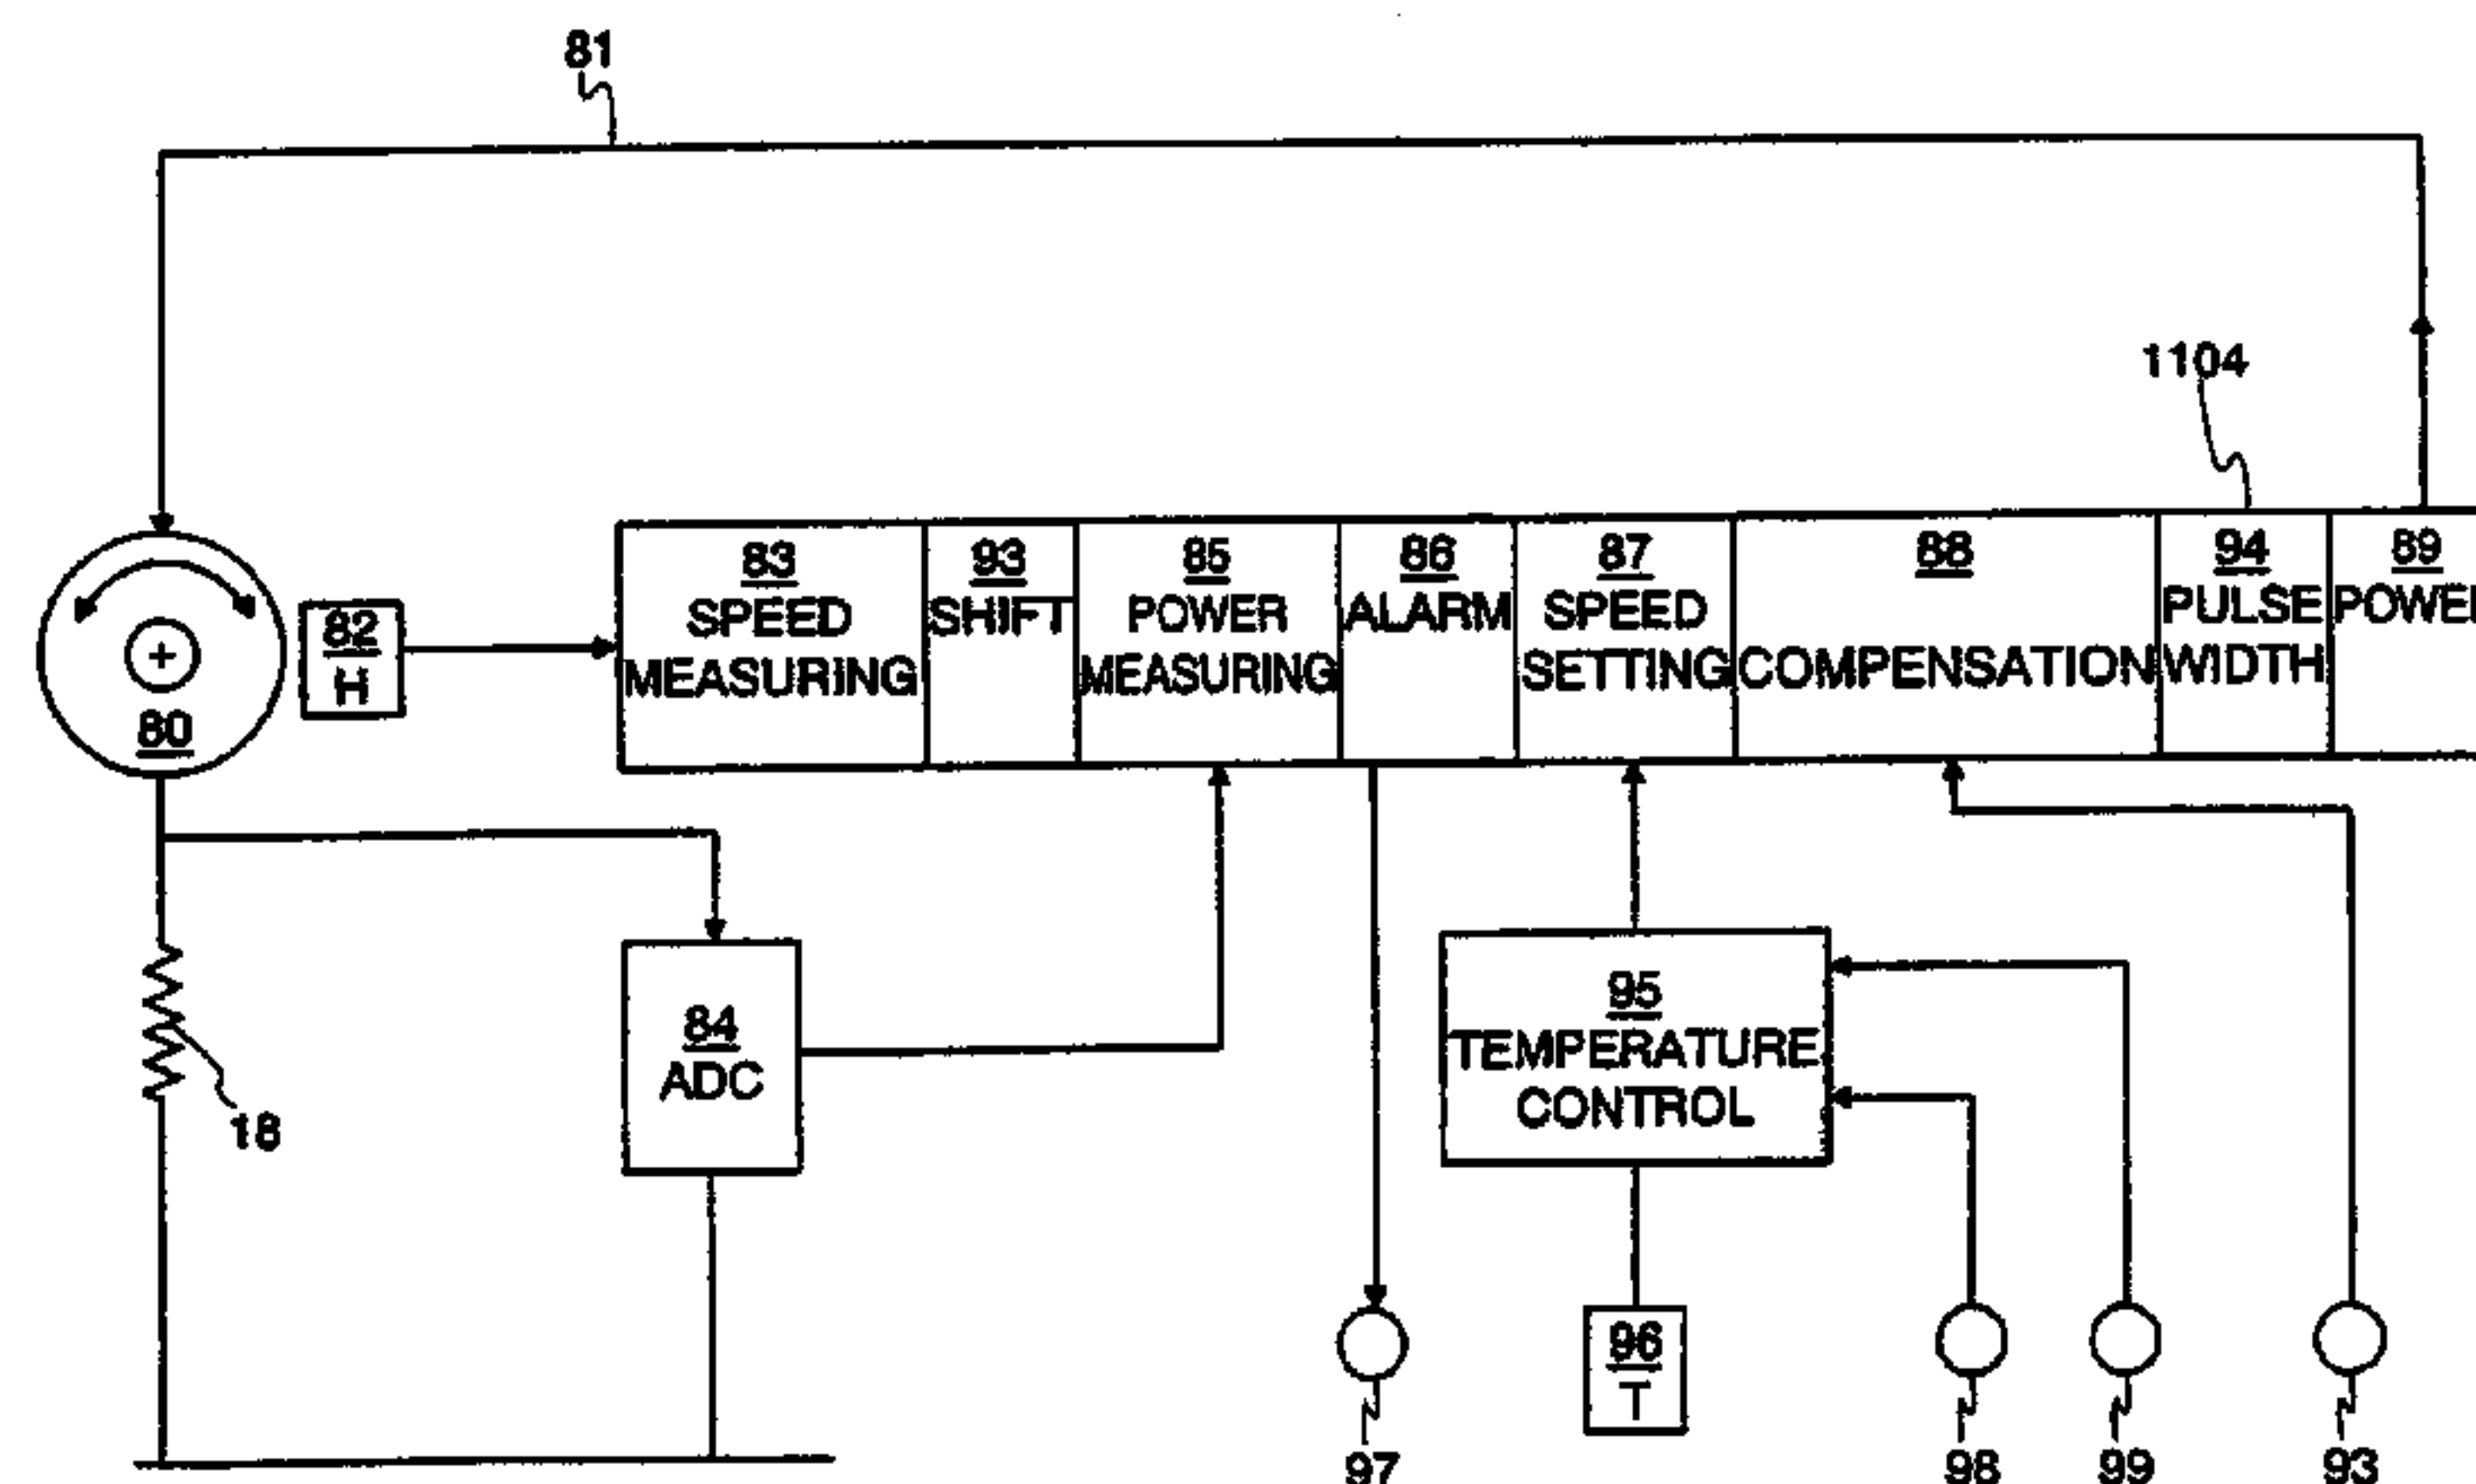 81
1104
83
SPEED
MEASURING
93
SHIFT
85
POWER
MEASURING
86
ALARM
87
SPEED
SETTING
88
COMPENSATION
94
PULSE
WIDTH
89
POWER
82
H
80
84
ADC
18
95
TEMPERATURE
CONTROL
96
T
97
98
99
93